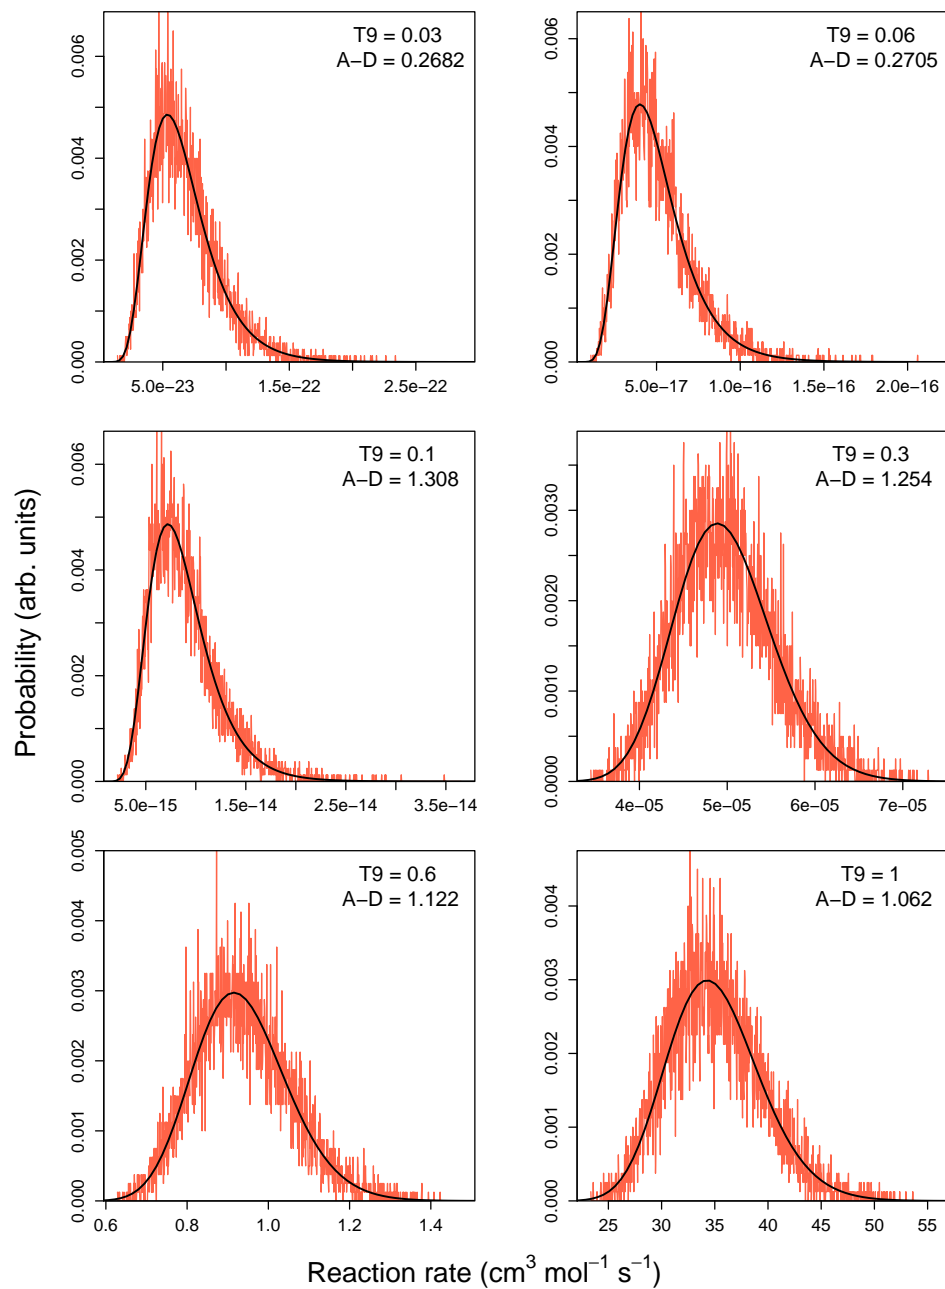 T9 = 0.03
A−D = 0.2682
0.000
0.002
0.004
0.006
5.0e−23
1.5e−22
2.5e−22
T9 = 0.06
A−D = 0.2705
0.000
0.002
0.004
0.006
5.0e−17
1.0e−16
1.5e−16
2.0e−16
T9 = 0.1
A−D = 1.308
0.000
0.002
0.004
0.006
5.0e−15
1.5e−14
2.5e−14
3.5e−14
T9 = 0.3
A−D = 1.254
0.0000
0.0010
0.0020
0.0030
4e−05
5e−05
6e−05
7e−05
T9 = 0.6
A−D = 1.122
0.000
0.001
0.002
0.003
0.004
0.005
0.6
0.8
1.0
1.2
1.4
T9 = 1
A−D = 1.062
0.000
0.001
0.002
0.003
0.004
25
30
35
40
45
50
55
Probability (arb. units)
Reaction rate (cm³ mol⁻¹ s⁻¹)